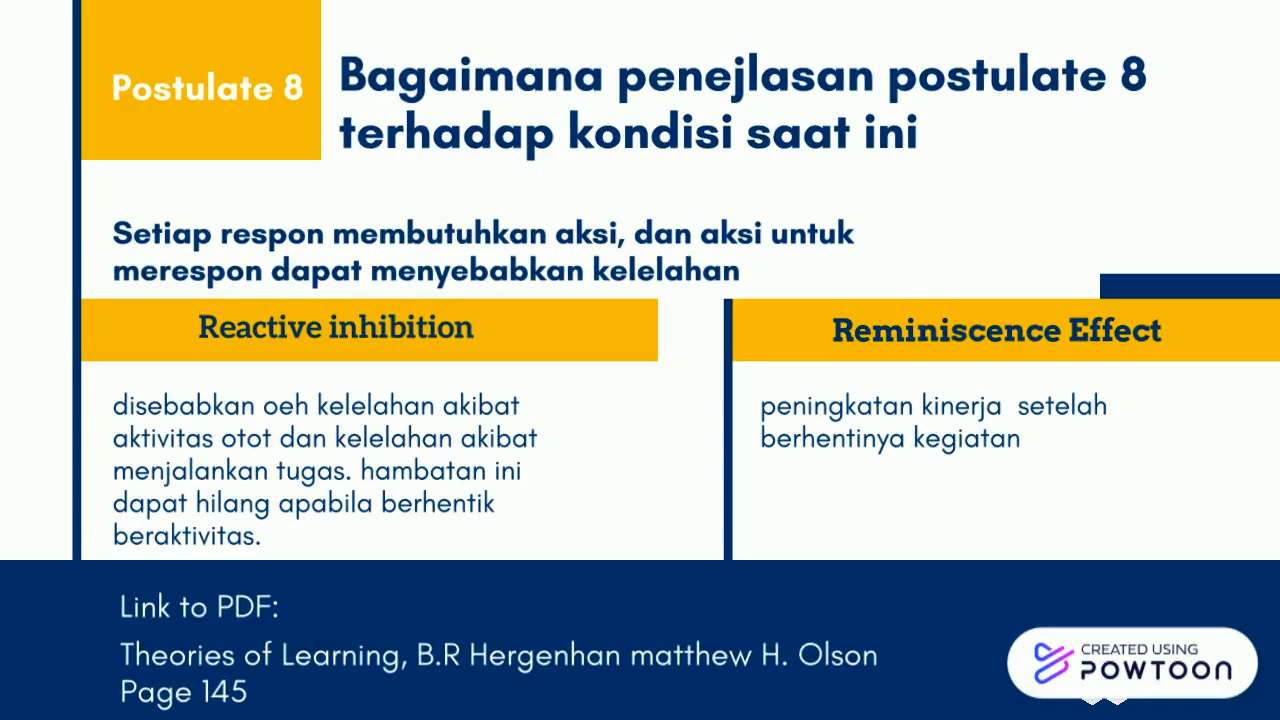 Postulate 8
Bagaimana penejlasan postulate 8
terhadap kondisi saat ini
Setiap respon membutuhkan aksi, dan aksi untuk
merespon dapat menyebabkan kelelahan
Reactive inhibition
disebabkan oeh kelelahan akibat
aktivitas otot dan kelelahan akibat
menjalankan tugas. hambatan ini
dapat hilang apabila berhentik
beraktivitas.
Reminiscence Effect
peningkatan kinerja setelah
berhentinya kegiatan
Link to PDF:
Theories of Learning, B.R Hergenhan matthew H. Olson
Page 145
CREATED USING
POWTOON